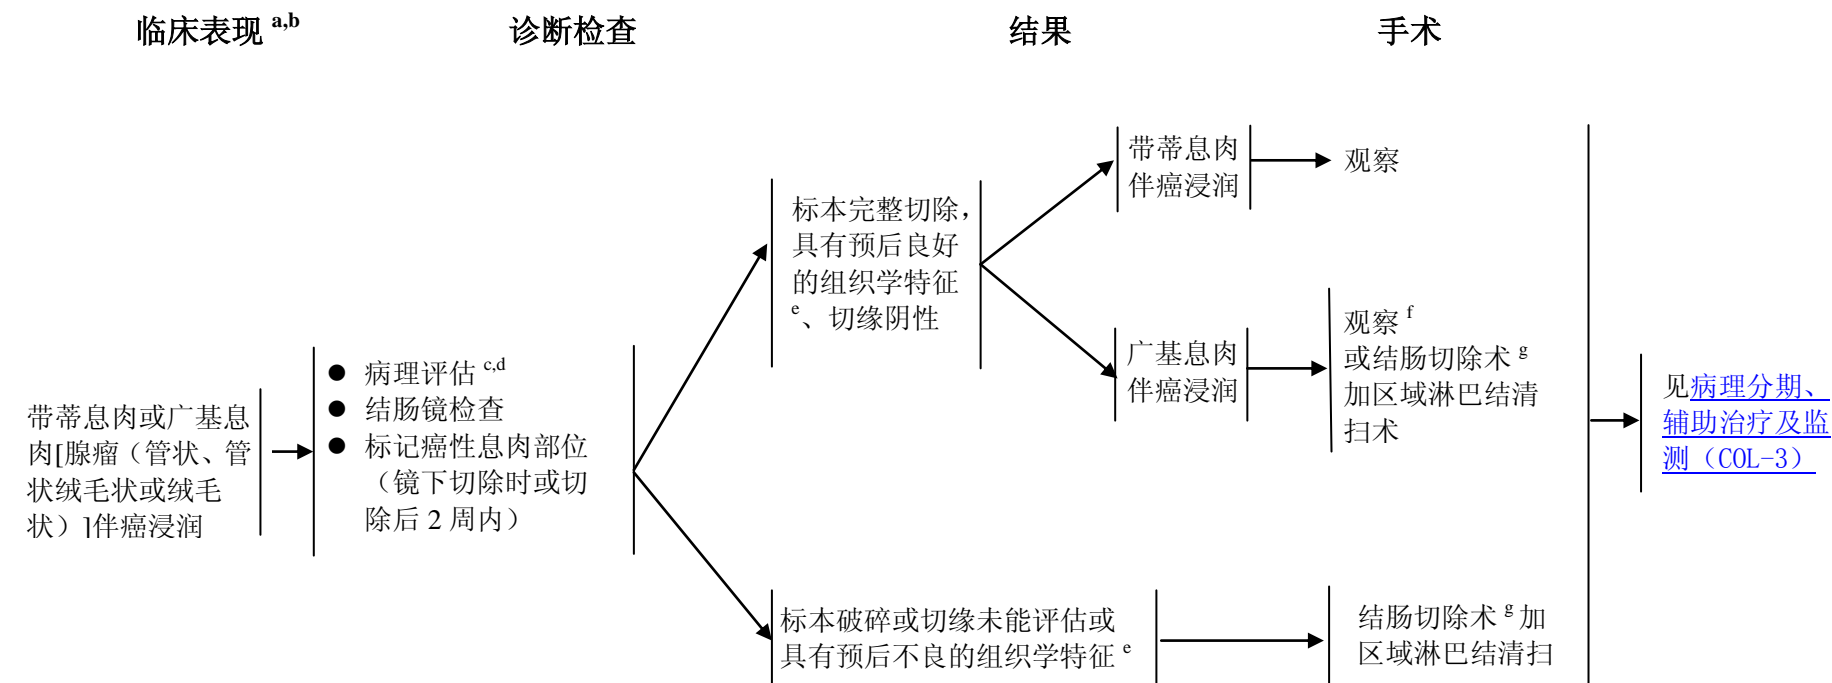 临床表现 a,b
诊断检查
结果
手术
带蒂息肉或广基息
肉[腺瘤（管状、管
状绒毛状或绒毛
状）]伴癌浸润
● 病理评估 c,d
● 结肠镜检查
● 标记癌性息肉部位
（镜下切除时或切
除后 2 周内）
标本完整切除，
具有预后良好
的组织学特征
e、切缘阴性
带蒂息肉
伴癌浸润
观察
广基息肉
伴癌浸润
观察 f
或结肠切除术 g
加区域淋巴结清
扫术
标本破碎或切缘未能评估或
具有预后不良的组织学特征 e
结肠切除术 g 加
区域淋巴结清扫
见病理分期、
辅助治疗及监
测（COL-3）